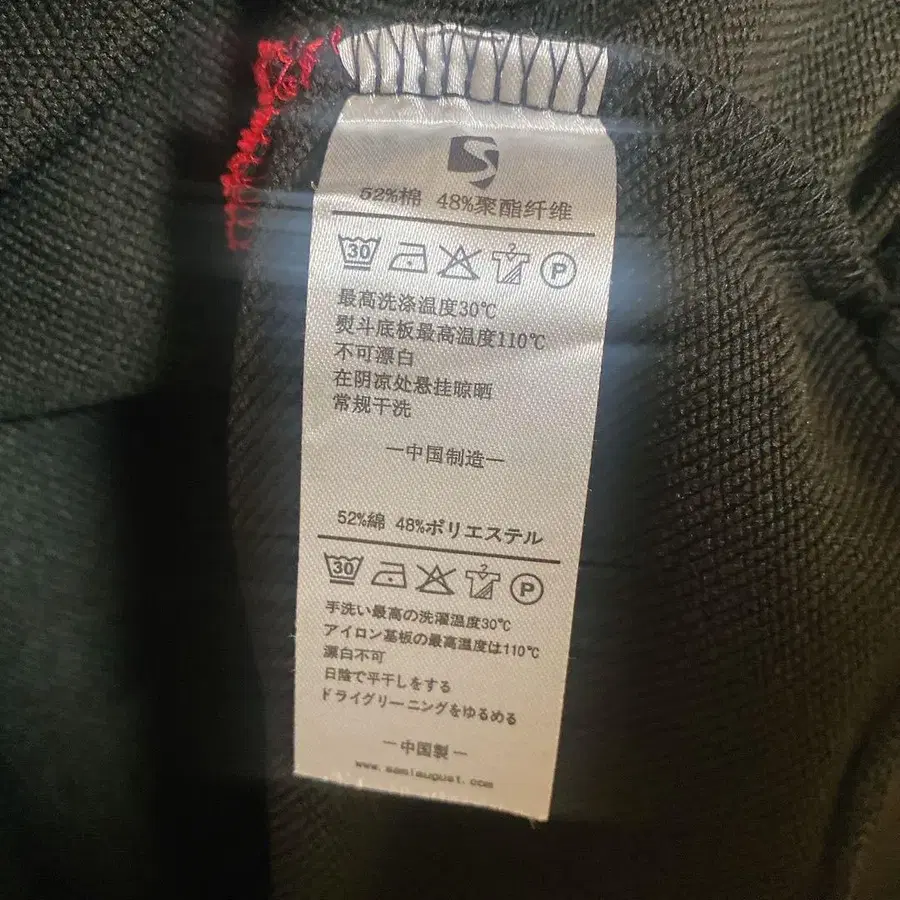 52%棉 48%聚酯纤维
30 P
最高洗涤温度30℃
熨斗底板最高温度110℃
不可漂白
在阴凉处悬挂晾晒
常规干洗
—中国制造—
52%綿 48%ポリエステル
30 P
手洗い最高の洗濯温度30℃
アイロン基板の最高温度は110℃
漂白不可
日陰で平干しをする
ドライグリーニングをゆるめる
—中国製—
www.semiaugust.com